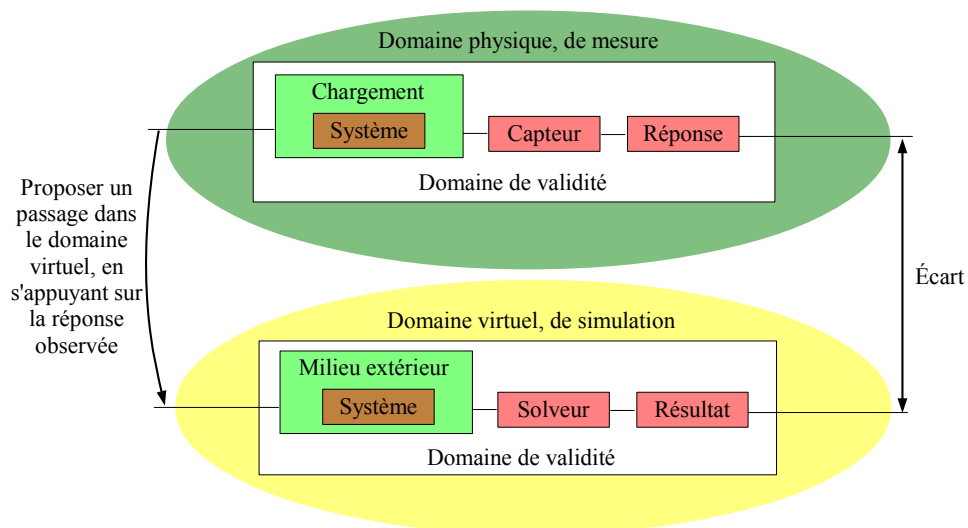 Domaine physique, de mesure
Chargement
Système
Capteur
Réponse
Domaine de validité
Proposer un
passage dans
le domaine
virtuel, en
s'appuyant sur
la réponse
observée
Écart
Domaine virtuel, de simulation
Milieu extérieur
Système
Solveur
Résultat
Domaine de validité